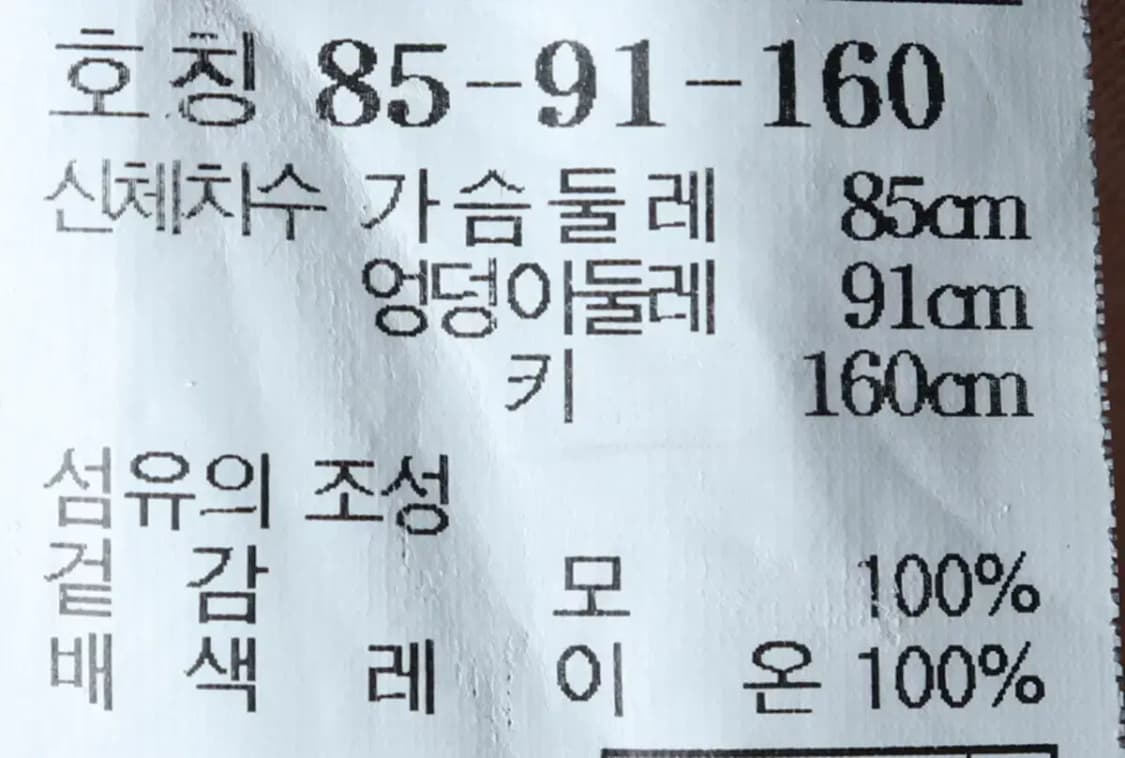 호칭 85-91-160
신체치수 가슴둘레 85cm
엉덩이둘레 91cm
키 160cm
섬유의 조성
겉감 모 100%
배색 레이온 100%